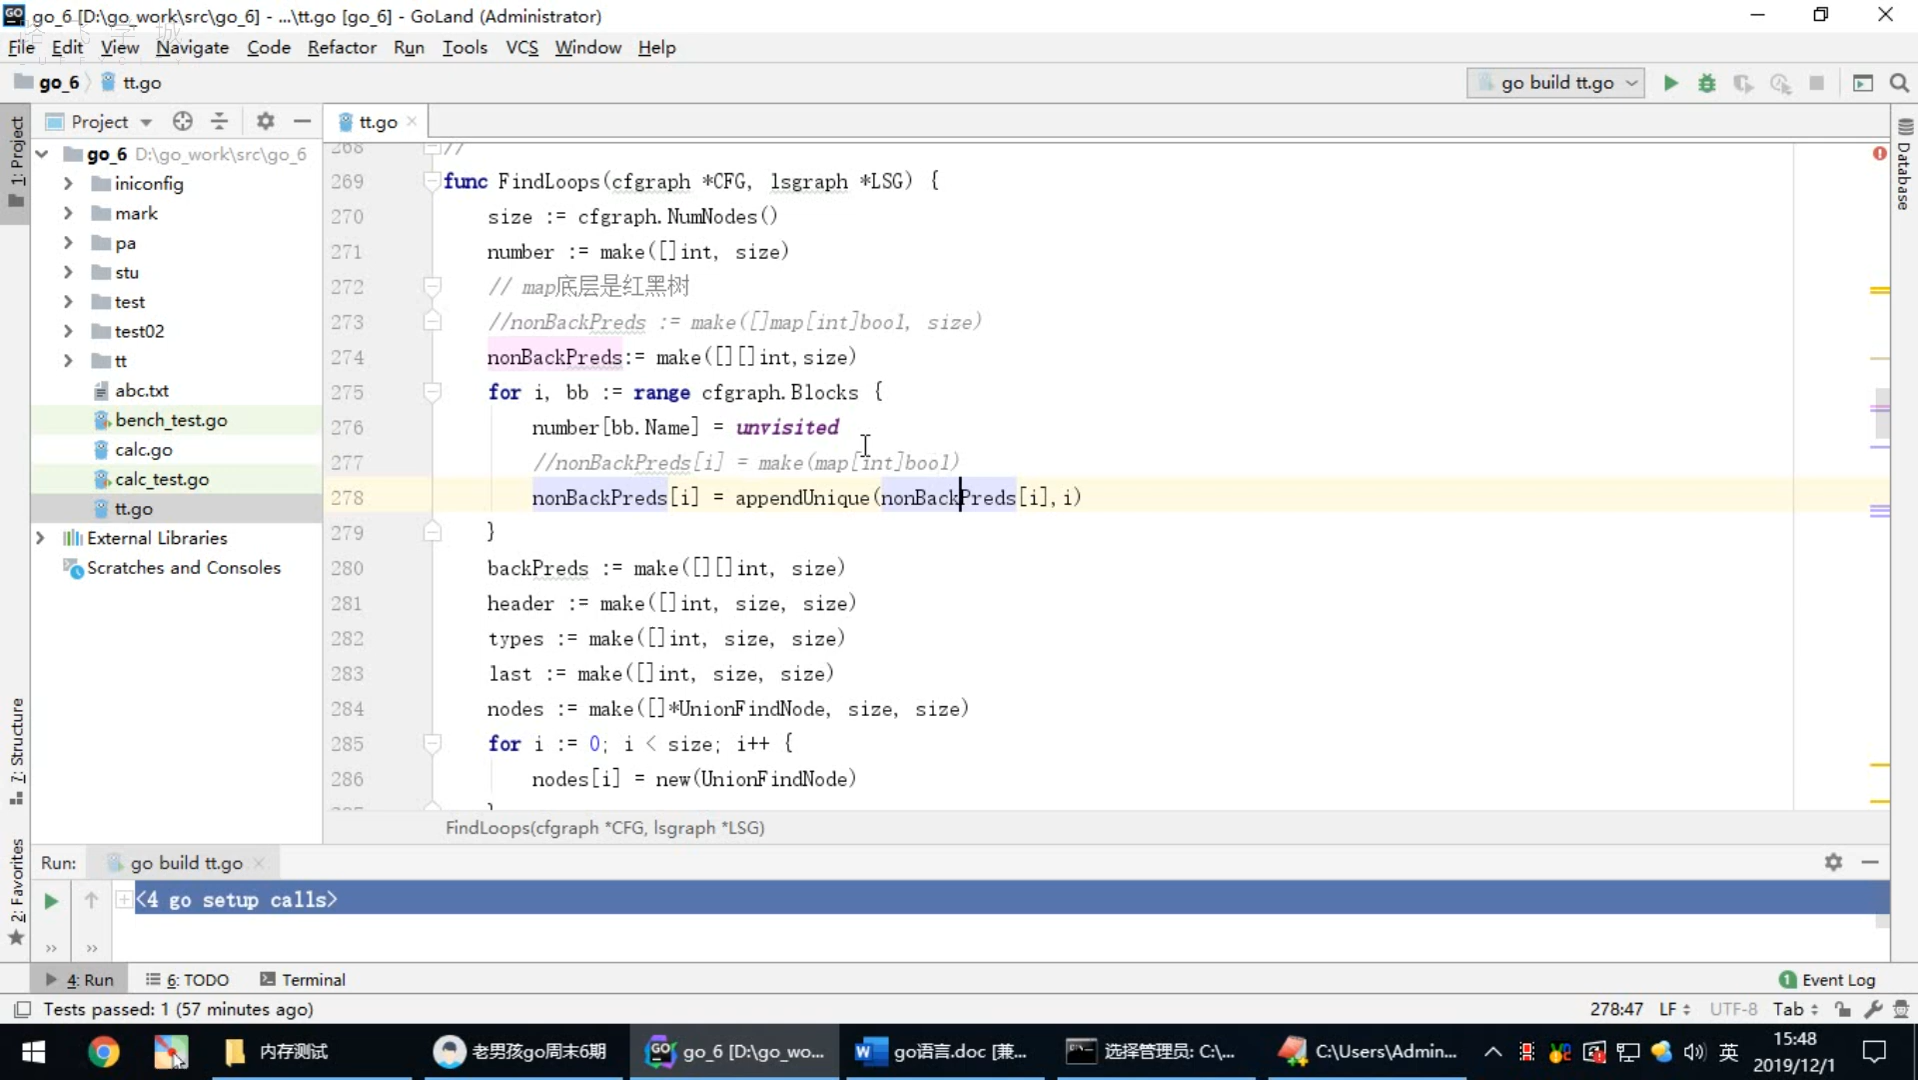 go_6 [D:\go_work\src\go_6] - ...\tt.go [go_6] - GoLand (Administrator)
File Edit View Navigate Code Refactor Run Tools VCS Window Help
go_6 tt.go
go build tt.go
1: Project
Project
tt.go
Database
go_6 D:\go_work\src\go_6
iniconfig
mark
pa
stu
test
test02
tt
abc.txt
bench_test.go
calc.go
calc_test.go
tt.go
External Libraries
Scratches and Consoles
268 //
269 func FindLoops(cfgraph *CFG, lsgraph *LSG) {
270 size := cfgraph.NumNodes()
271 number := make([]int, size)
272 // map底层是红黑树
273 //nonBackPreds := make([]map[int]bool, size)
274 nonBackPreds:= make([][]int,size)
275 for i, bb := range cfgraph.Blocks {
276 number[bb.Name] = unvisited
277 //nonBackPreds[i] = make(map[int]bool)
278 nonBackPreds[i] = appendUnique(nonBackPreds[i],i)
279 }
280 backPreds := make([][]int, size)
281 header := make([]int, size, size)
282 types := make([]int, size, size)
283 last := make([]int, size, size)
284 nodes := make([]*UnionFindNode, size, size)
285 for i := 0; i < size; i++ {
286 nodes[i] = new(UnionFindNode)
FindLoops(cfgraph *CFG, lsgraph *LSG)
7: Structure
2: Favorites
Run: go build tt.go
<4 go setup calls>
4: Run 6: TODO Terminal
1 Event Log
Tests passed: 1 (57 minutes ago)
278:47 LF UTF-8 Tab
内存测试
老男孩go周末6期
go_6 [D:\go_wo...
go语言.doc [兼...
选择管理员: C:\...
C:\Users\Admin...
英
15:48
2019/12/1